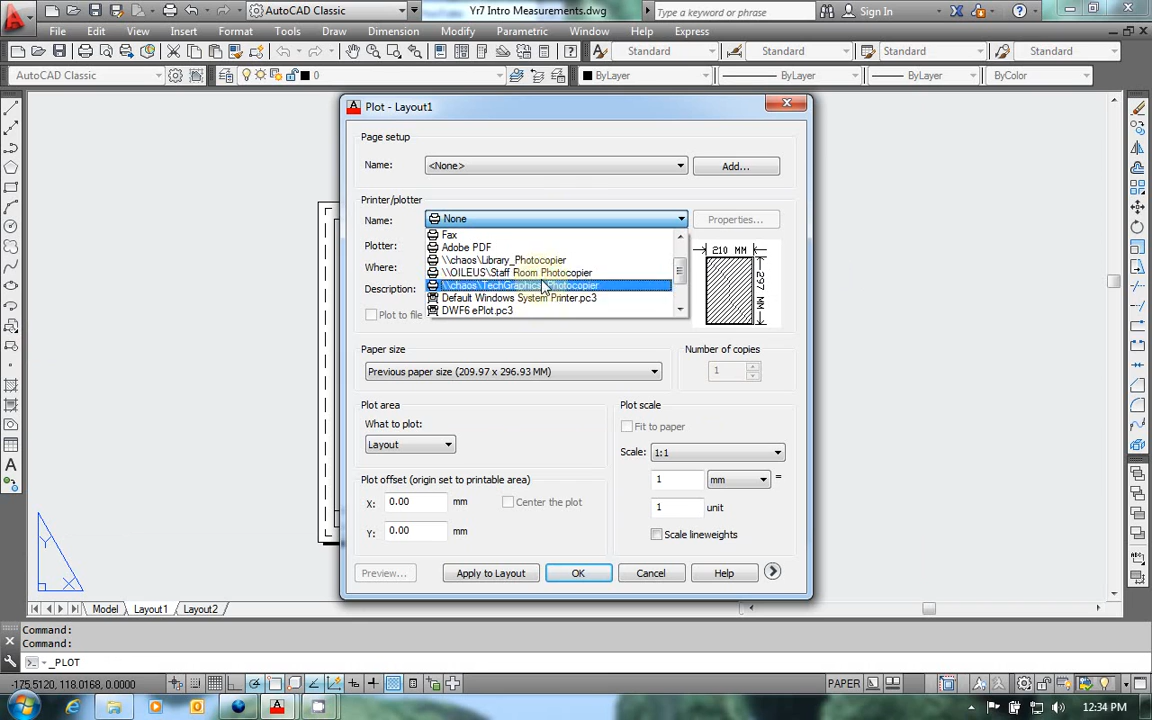 AutoCAD Classic
Yr7 Intro Measurements.dwg
Type a keyword or phrase
Sign In
File Edit View Insert Format Tools Draw Dimension Modify Parametric Window Help Express
Standard Standard Standard Standard
AutoCAD Classic
0
ByLayer ByLayer ByLayer ByColor
Plot - Layout1
Page setup
Name: <None> Add...
Printer/plotter
Name: None Properties...
Fax
Plotter: Adobe PDF
\\chaos\Library_Photocopier
Where: \\OILEUS\Staff Room Photocopier
Description: \\chaos\TechGraphics_Photocopier
Default Windows System Printer.pc3
Plot to file DWF6 ePlot.pc3
210 MM
297 MM
Paper size
Previous paper size (209.97 x 296.93 MM)
Number of copies
1
Plot area
What to plot:
Layout
Plot scale
Fit to paper
Scale: 1:1
1 mm =
1 unit
Scale lineweights
Plot offset (origin set to printable area)
X: 0.00 mm Center the plot
Y: 0.00 mm
Preview... Apply to Layout OK Cancel Help
Y
X
Model Layout1 Layout2
Command:
Command:
_PLOT
-175.5120, 118.0168, 0.0000
PAPER
12:34 PM